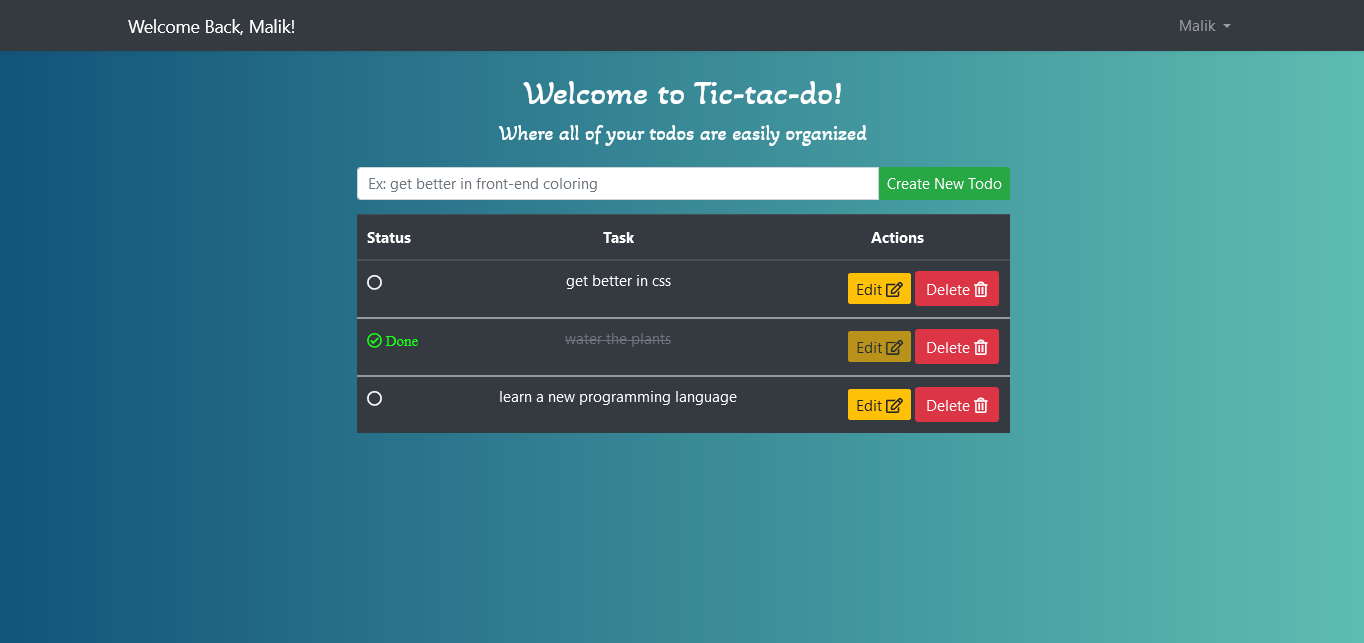 Welcome Back, Malik! Malik
Welcome to Tic-tac-do!
Where all of your todos are easily organized
Ex: get better in front-end coloring Create New Todo
Status Task Actions
get better in css Edit Delete
Done water the plants Edit Delete
learn a new programming language Edit Delete